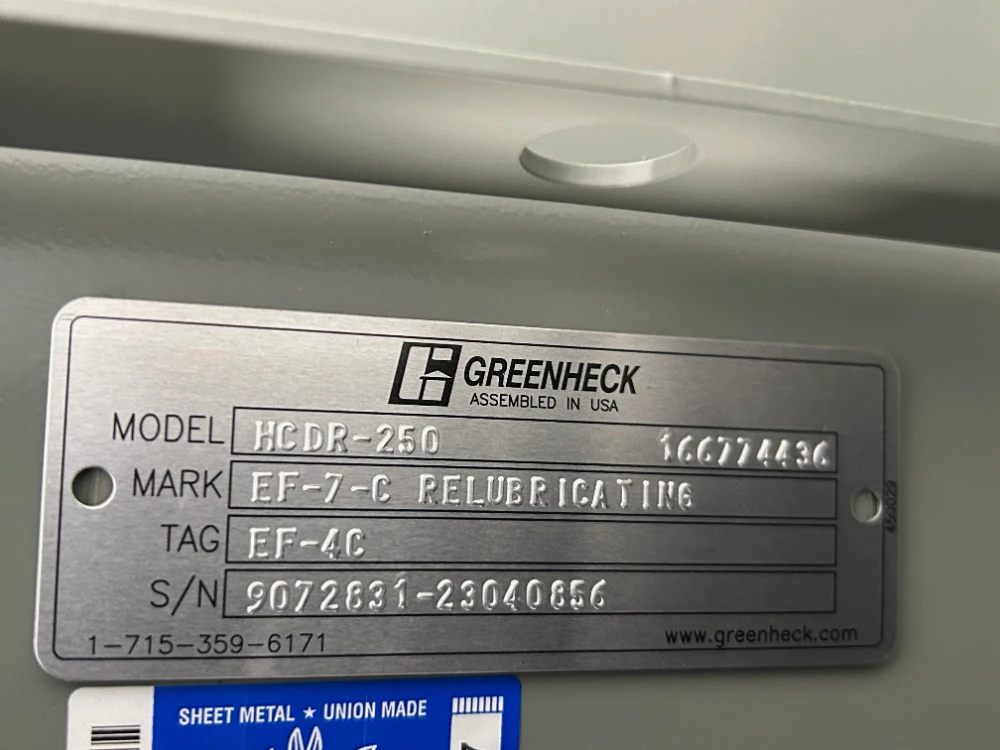 GREENHECK
ASSEMBLED IN USA
MODEL HCDR-250 166774436
MARK EF-7-C RELUBRICATING
TAG EF-4C
S/N 9072831-23040856
1-715-359-6171 www.greenheck.com
450029
SHEET METAL ★ UNION MADE